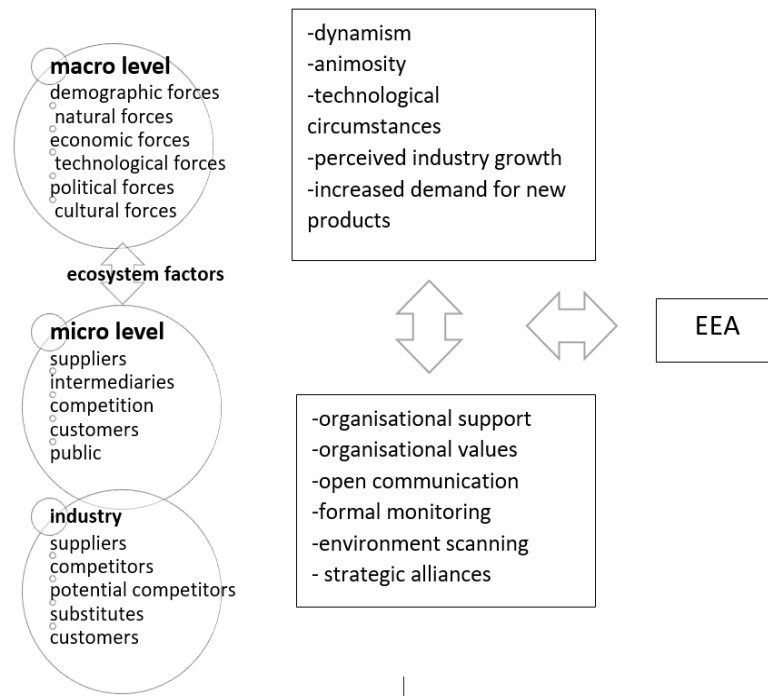 macro level
demographic forces
natural forces
economic forces
technological forces
political forces
cultural forces
ecosystem factors
micro level
suppliers
intermediaries
competition
customers
public
industry
suppliers
competitors
potential competitors
substitutes
customers
-dynamism
-animosity
-technological
circumstances
-perceived industry growth
-increased demand for new
products
-organisational support
-organisational values
-open communication
-formal monitoring
-environment scanning
- strategic alliances
EEA